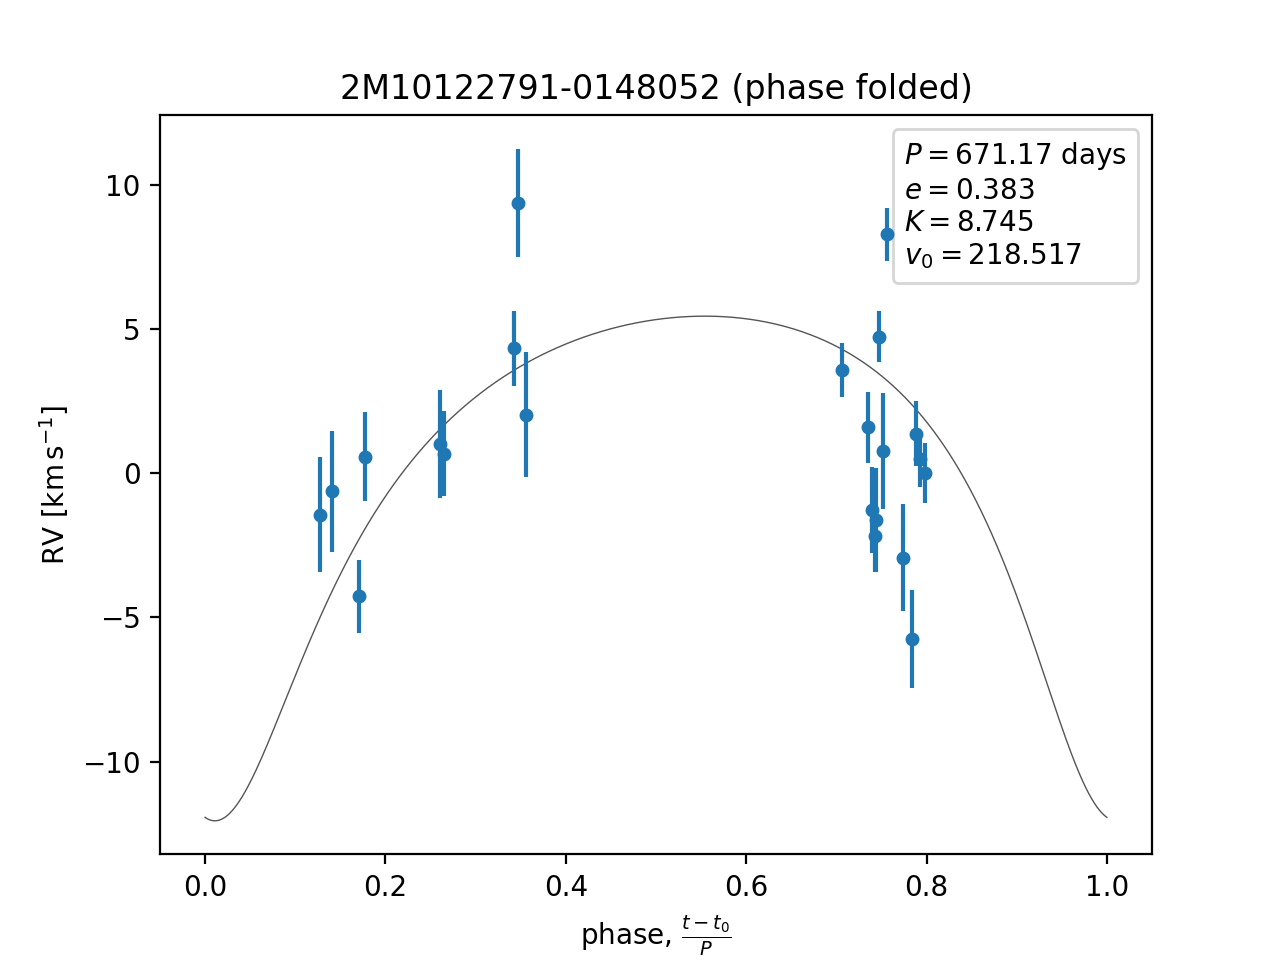 2M10122791-0148052 (phase folded)
P = 671.17 days
e = 0.383
K = 8.745
v₀ = 218.517
RV [km s⁻¹]
10
5
0
−5
−10
0.0 0.2 0.4 0.6 0.8 1.0
phase, (t − t₀)/P